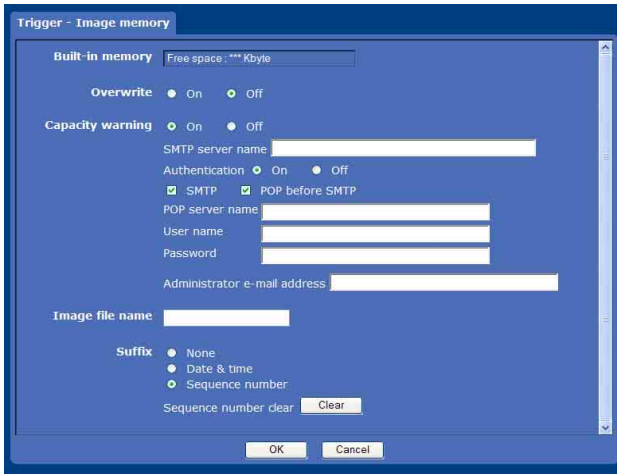 Trigger - Image memory
Built-in memory Free space : *** Kbyte
Overwrite On Off
Capacity warning On Off
SMTP server name
Authentication On Off
SMTP POP before SMTP
POP server name
User name
Password
Administrator e-mail address
Image file name
Suffix None
Date & time
Sequence number
Sequence number clear Clear
OK Cancel